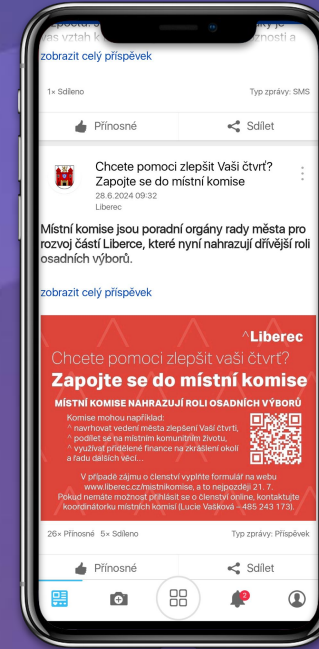 vás vztah k
znosti a
zobrazit celý příspěvek
1× Sdíleno
Typ zprávy: SMS
Přínosné
Sdílet
Chcete pomoci zlepšit Vaši čtvrť?
Zapojte se do místní komise
28.6.2024 09:32
Liberec
Místní komise jsou poradní orgány rady města pro
rozvoj částí Liberce, které nyní nahrazují dřívější roli
osadních výborů.
zobrazit celý příspěvek
^Liberec
Chcete pomoci zlepšit vaši čtvrť?
Zapojte se do místní komise
MÍSTNÍ KOMISE NAHRAZUJÍ ROLI OSADNÍCH VÝBORŮ
Komise mohou například:
^ navrhovat vedení města zlepšení Vaší čtvrti,
^ podílet se na místním komunitním životu,
^ využívat přidělené finance na zkrášlení okolí
a řadu dalších věcí...
V případě zájmu o členství vyplňte formulář na webu
www.liberec.cz/mistnikomise, a to nejpozději 21. 7.
Pokud nemáte možnost přihlásit se o členství online, kontaktujte
koordinátorku místních komisí (Lucie Vašková – 485 243 173).
26× Přínosné 5× Sdíleno
Typ zprávy: Příspěvek
Přínosné
Sdílet
2